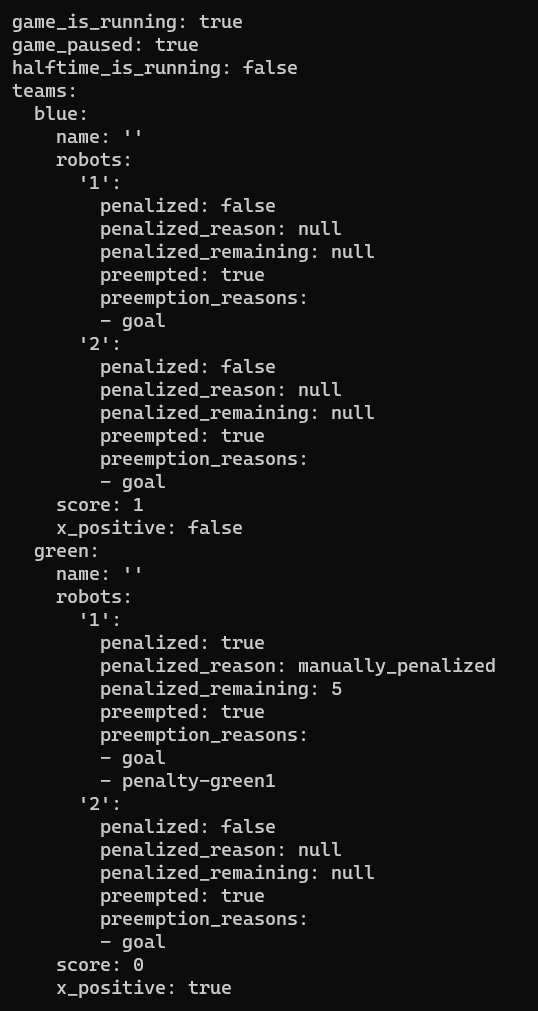 game_is_running: true
game_paused: true
halftime_is_running: false
teams:
  blue:
    name: ''
    robots:
      '1':
        penalized: false
        penalized_reason: null
        penalized_remaining: null
        preempted: true
        preemption_reasons:
        - goal
      '2':
        penalized: false
        penalized_reason: null
        penalized_remaining: null
        preempted: true
        preemption_reasons:
        - goal
    score: 1
    x_positive: false
  green:
    name: ''
    robots:
      '1':
        penalized: true
        penalized_reason: manually_penalized
        penalized_remaining: 5
        preempted: true
        preemption_reasons:
        - goal
        - penalty-green1
      '2':
        penalized: false
        penalized_reason: null
        penalized_remaining: null
        preempted: true
        preemption_reasons:
        - goal
    score: 0
    x_positive: true